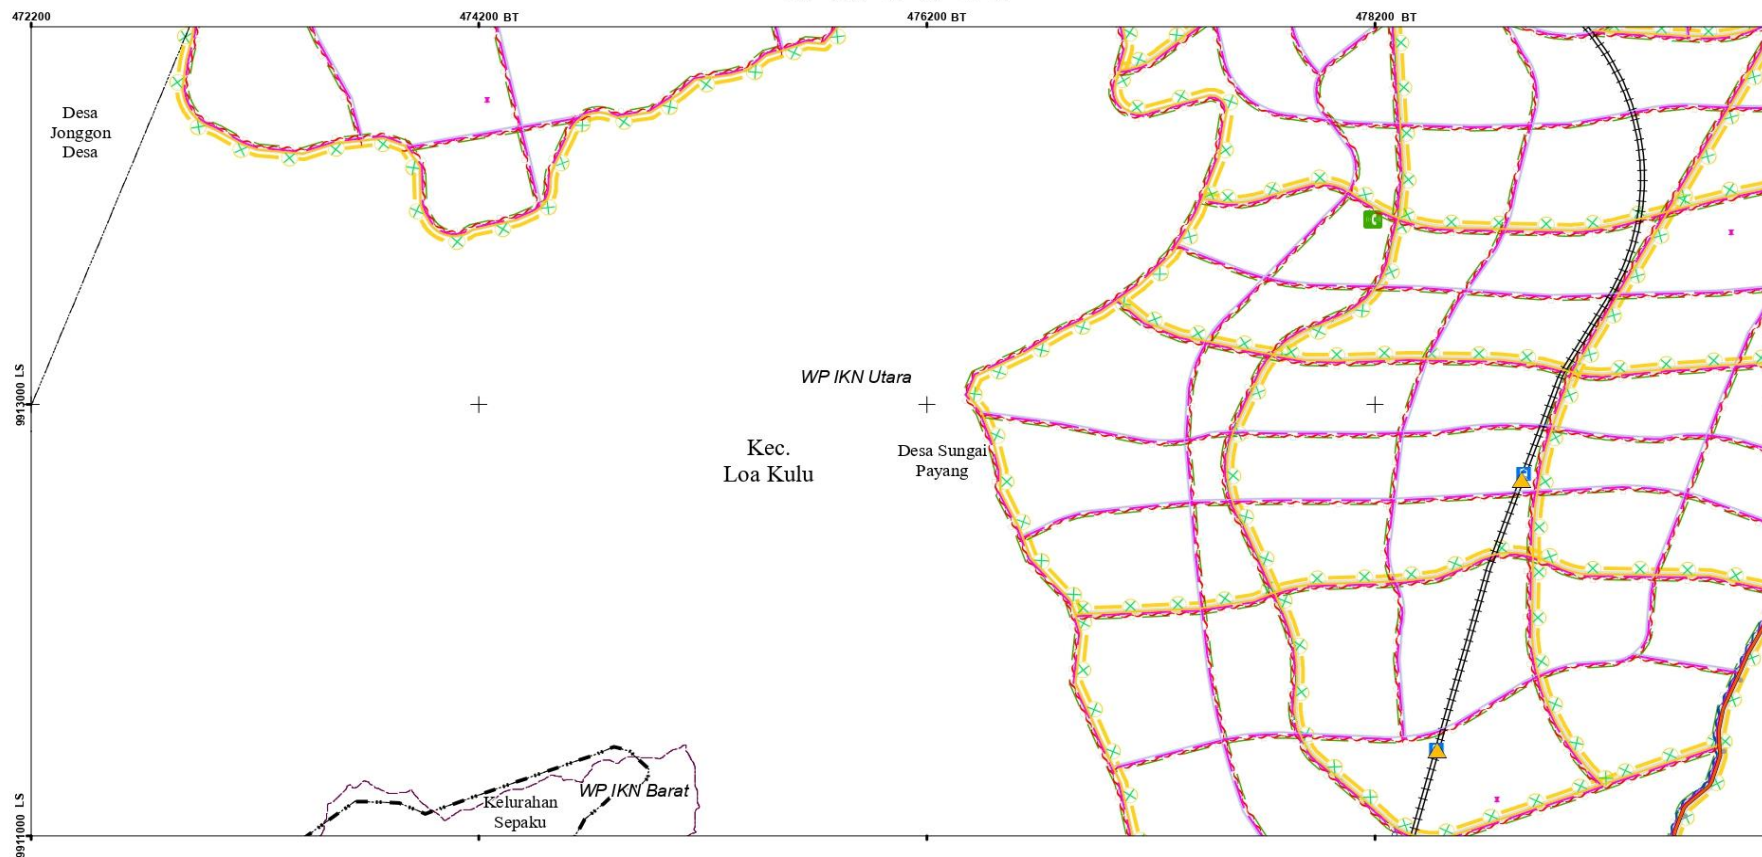 472200
474200 BT
476200 BT
478200 BT
Desa
Jonggon
Desa
WP IKN Utara
9913000 LS
Kec.
Loa Kulu
Desa Sungai
Payang
WP IKN Barat
Kelurahan
Sepaku
9911000 LS